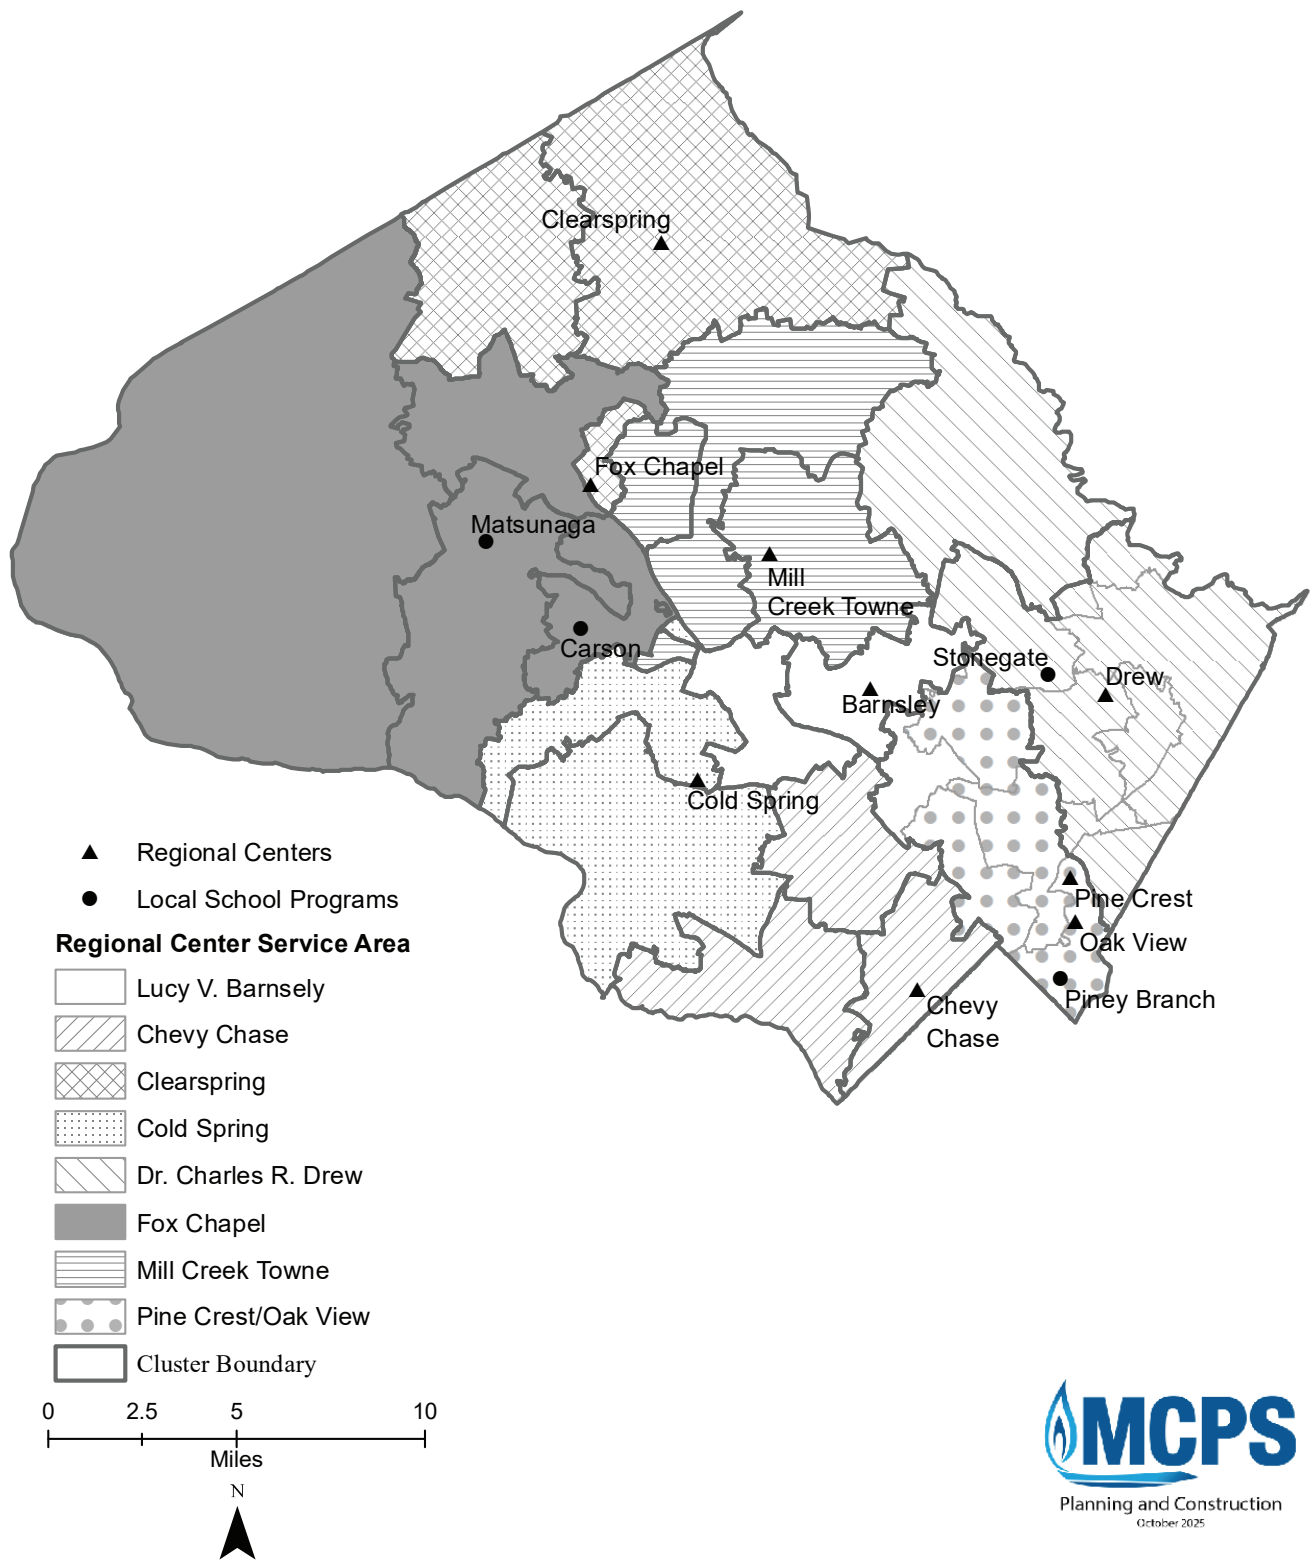 Clearspring
Fox Chapel
Matsunaga
Mill
Creek Towne
Carson
Stonegate
Drew
Barnsley
Cold Spring
Pine Crest
Oak View
Piney Branch
Chevy
Chase
Regional Centers
Local School Programs
Regional Center Service Area
Lucy V. Barnsely
Chevy Chase
Clearspring
Cold Spring
Dr. Charles R. Drew
Fox Chapel
Mill Creek Towne
Pine Crest/Oak View
Cluster Boundary
0 2.5 5 10
Miles
N
MCPS
Planning and Construction
October 2025